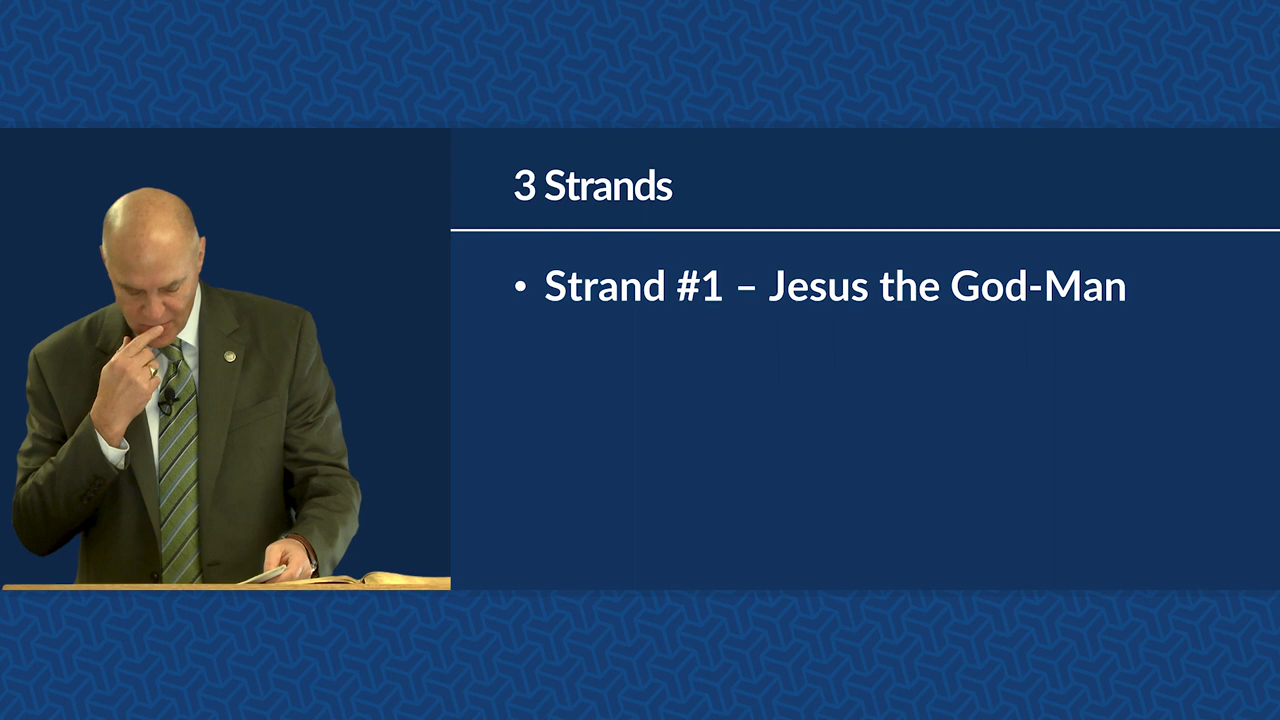 3 Strands
• Strand #1 – Jesus the God-Man